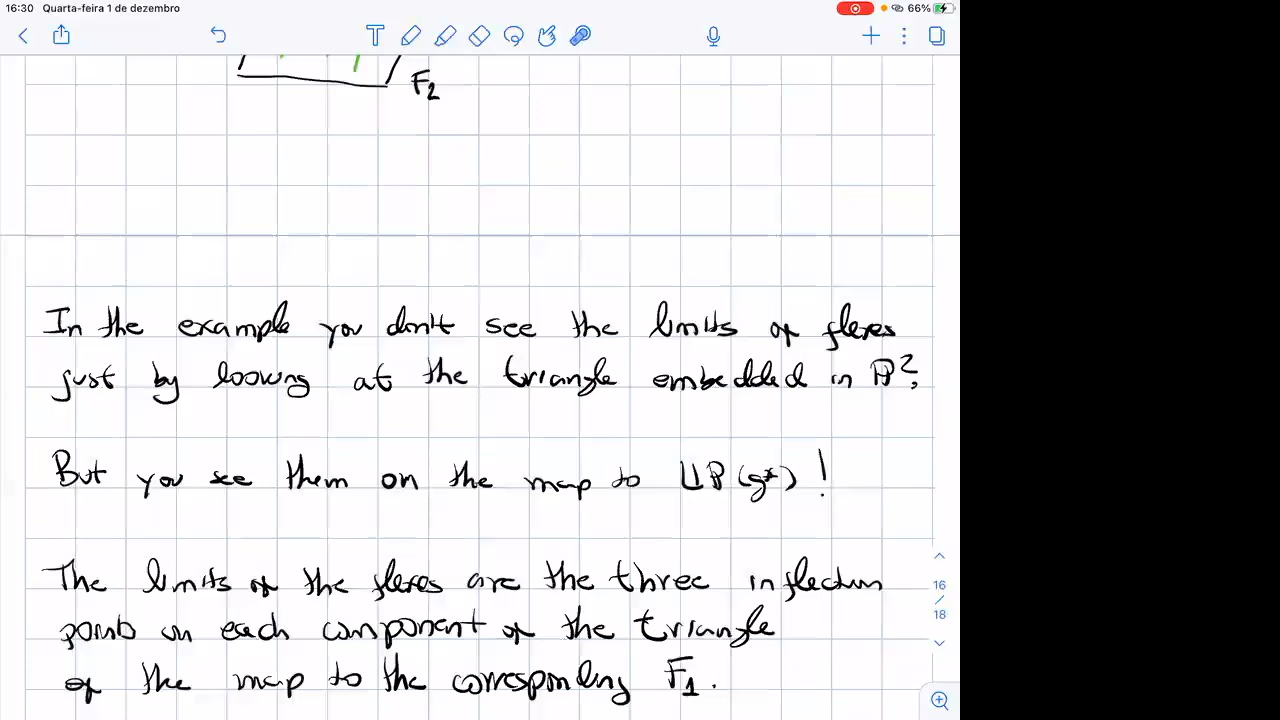 16:30 Quarta-feira 1 de dezembro
66%
F2
In the example you don't see the limits of flexes
just by looking at the triangle embedded in P².
But you see them on the map to ⊔P(g*)!
The limits of the flexes are the three inflection
points on each component of the triangle
of the map to the corresponding F1.
16
/
18